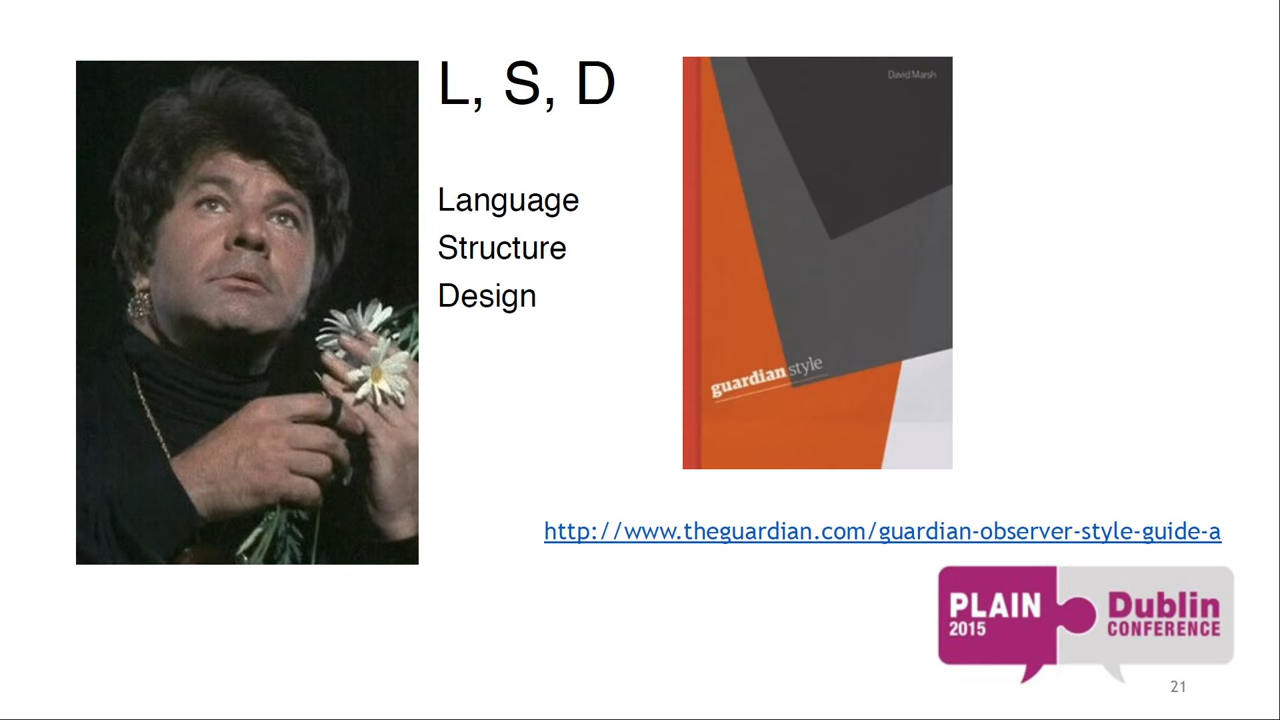 L, S, D
Language
Structure
Design
David Marsh
guardian style
http://www.theguardian.com/guardian-observer-style-guide-a
PLAIN
2015
Dublin
CONFERENCE
21